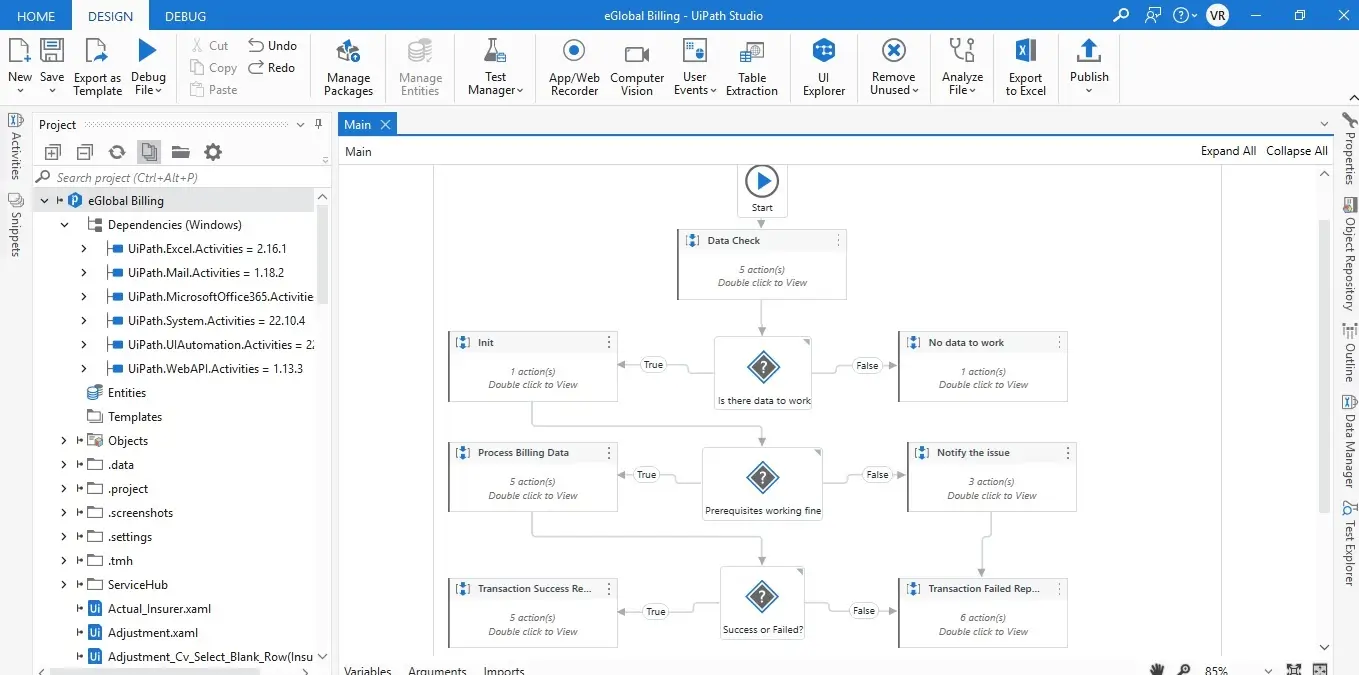 HOME DESIGN DEBUG eGlobal Billing - UiPath Studio VR
New Save Export as Template Debug File
Cut Copy Paste Undo Redo
Manage Packages
Manage Entities
Test Manager
App/Web Recorder
Computer Vision
User Events
Table Extraction
UI Explorer
Remove Unused
Analyze File
Export to Excel
Publish
Activities
Snippets
Project
Search project (Ctrl+Alt+P)
eGlobal Billing
Dependencies (Windows)
UiPath.Excel.Activities = 2.16.1
UiPath.Mail.Activities = 1.18.2
UiPath.MicrosoftOffice365.Activitie
UiPath.System.Activities = 22.10.4
UiPath.UIAutomation.Activities = 22
UiPath.WebAPI.Activities = 1.13.3
Entities
Templates
Objects
.data
.project
.screenshots
.settings
.tmh
ServiceHub
Actual_Insurer.xaml
Adjustment.xaml
Adjustment_Cv_Select_Blank_Row(Insu
Main
Main Expand All Collapse All
Start
Data Check
5 action(s)
Double click to View
Init
1 action(s)
Double click to View
True
Is there data to work
False
No data to work
1 action(s)
Double click to View
Process Billing Data
5 action(s)
Double click to View
True
Prerequisites working fine
False
Notify the issue
3 action(s)
Double click to View
Transaction Success Re...
5 action(s)
Double click to View
True
Success or Failed?
False
Transaction Failed Rep...
6 action(s)
Double click to View
Variables Arguments Imports 85%
Properties
Object Repository
Outline
Data Manager
Test Explorer